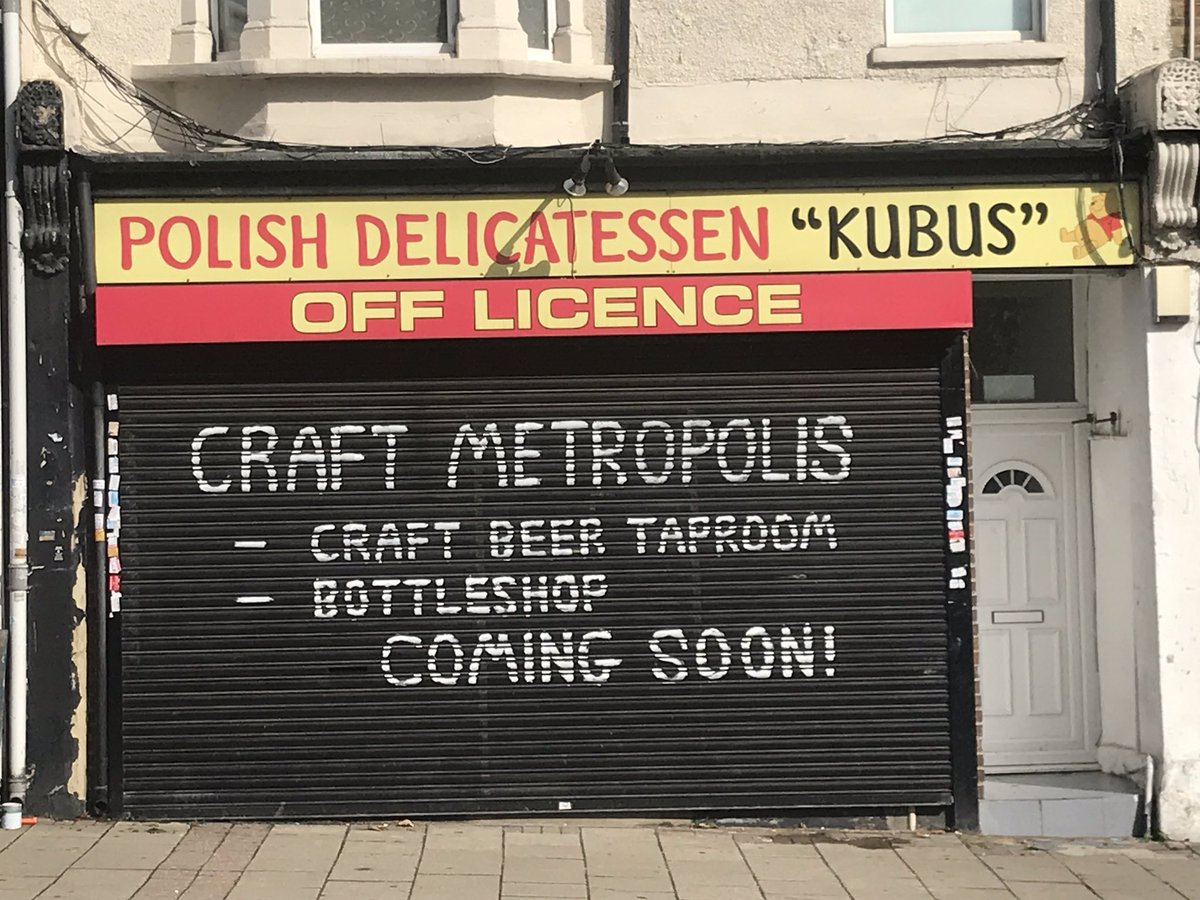 POLISH DELICATESSEN “KUBUS”
OFF LICENCE
CRAFT METROPOLIS
- CRAFT BEER TAPROOM
- BOTTLESHOP
COMING SOON!